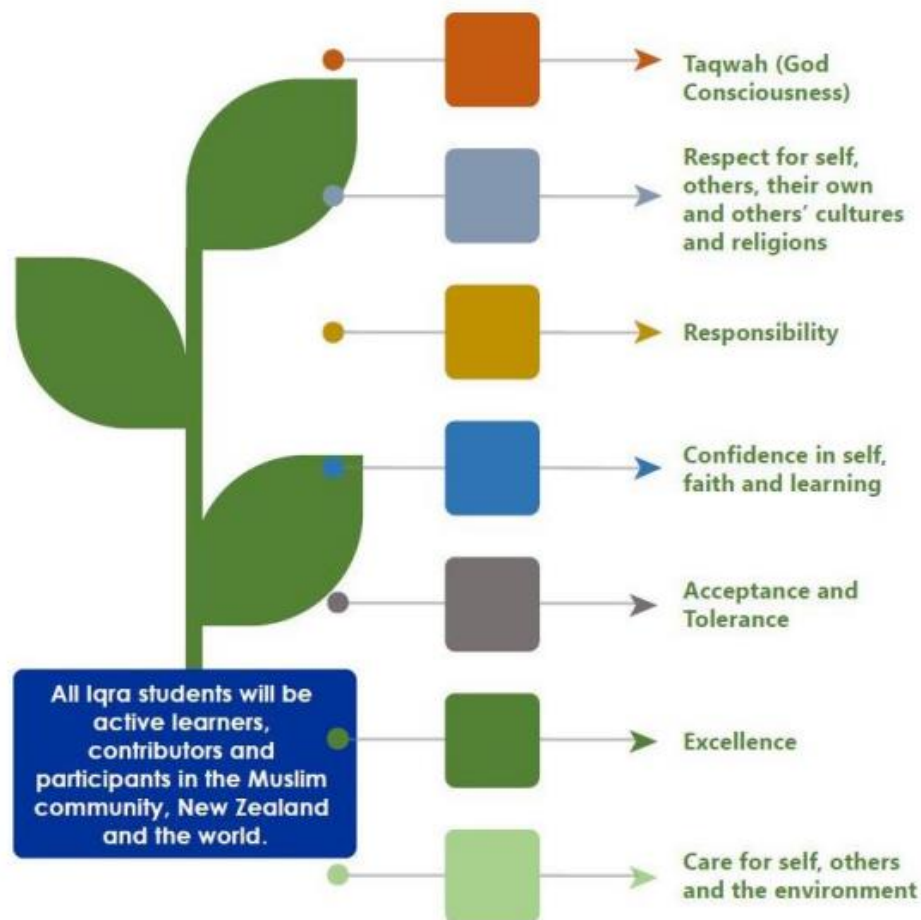 Taqwah (God
Consciousness)
Respect for self,
others, their own
and others’ cultures
and religions
Responsibility
Confidence in self,
faith and learning
Acceptance and
Tolerance
Excellence
Care for self, others
and the environment
All Iqra students will be
active learners,
contributors and
participants in the Muslim
community, New Zealand
and the world.